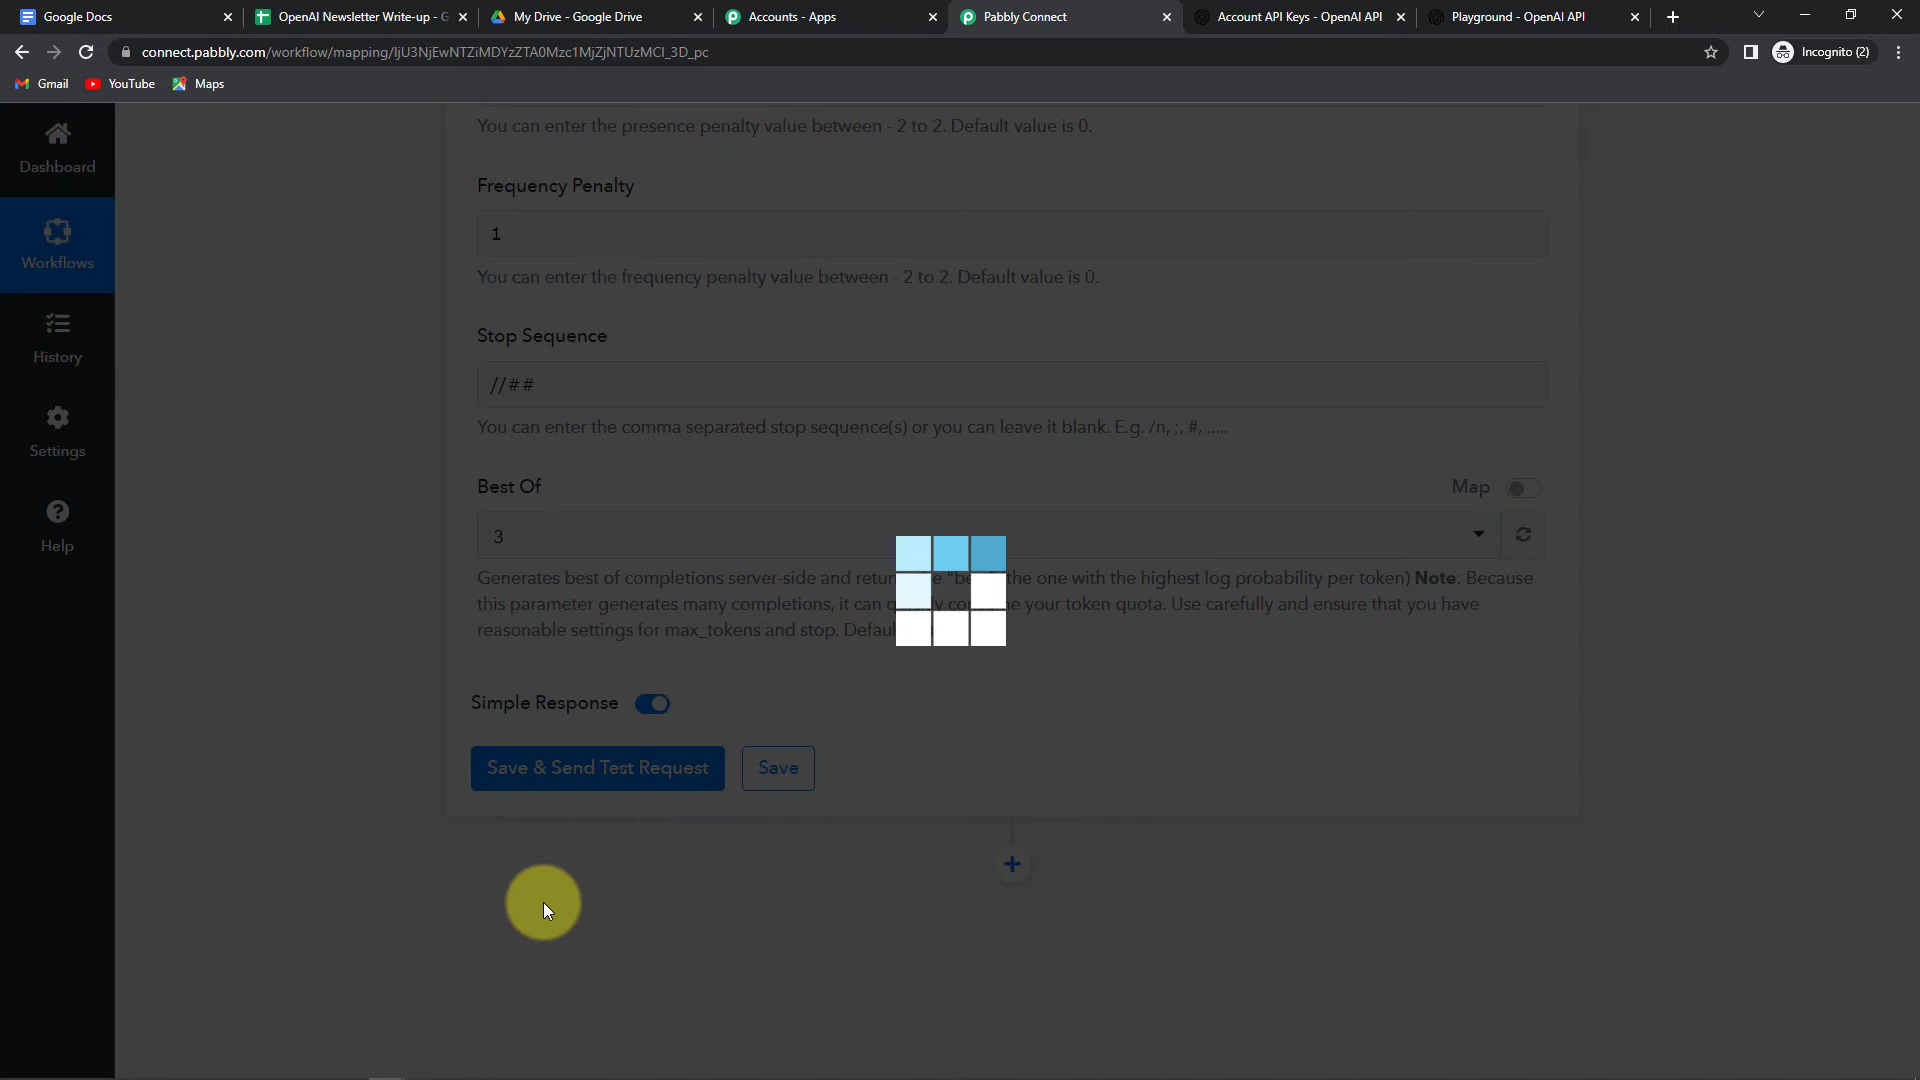 Google Docs
OpenAI Newsletter Write-up - G
My Drive - Google Drive
Accounts - Apps
Pabbly Connect
Account API Keys - OpenAI API
Playground - OpenAI API
connect.pabbly.com/workflow/mapping/IjU3NjEwNTZiMDYzZTA0Mzc1MjZjNTUzMCI_3D_pc
Incognito (2)
Gmail
YouTube
Maps
Dashboard
Workflows
History
Settings
Help
You can enter the presence penalty value between - 2 to 2. Default value is 0.
Frequency Penalty
1
You can enter the frequency penalty value between - 2 to 2. Default value is 0.
Stop Sequence
//##
You can enter the comma separated stop sequence(s) or you can leave it blank. E.g. /n, ;, #, .....
Best Of
Map
3
Generates best of completions server-side and the one with the highest log probability per token) Note: Because
this parameter generates many completions, it can your token quota. Use carefully and ensure that you have
reasonable settings for max_tokens and stop.
Simple Response
Save & Send Test Request
Save